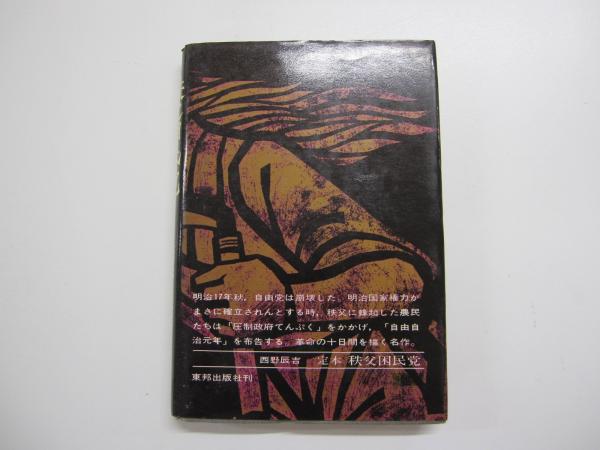 明治17年秋，自由党は崩壊した。明治国家権力が
まさに確立されんとする時，秩父に蜂起した農民
たちは「圧制政府てんぷく」をかかげ，「自由自
治元年」を布告する。革命の十日間を描く名作。
西野辰吉 定本 秩父困民党
東邦出版社刊